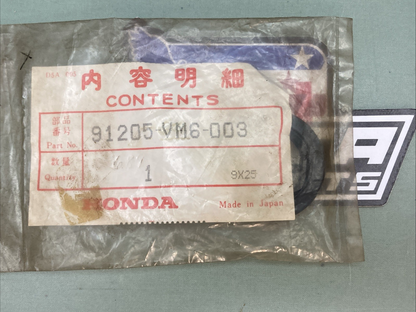 内容明細
CONTENTS
部品
番号
Part No.
91205-VM6-003
数量
Quantity
1
9X25
HONDA
Made in Japan